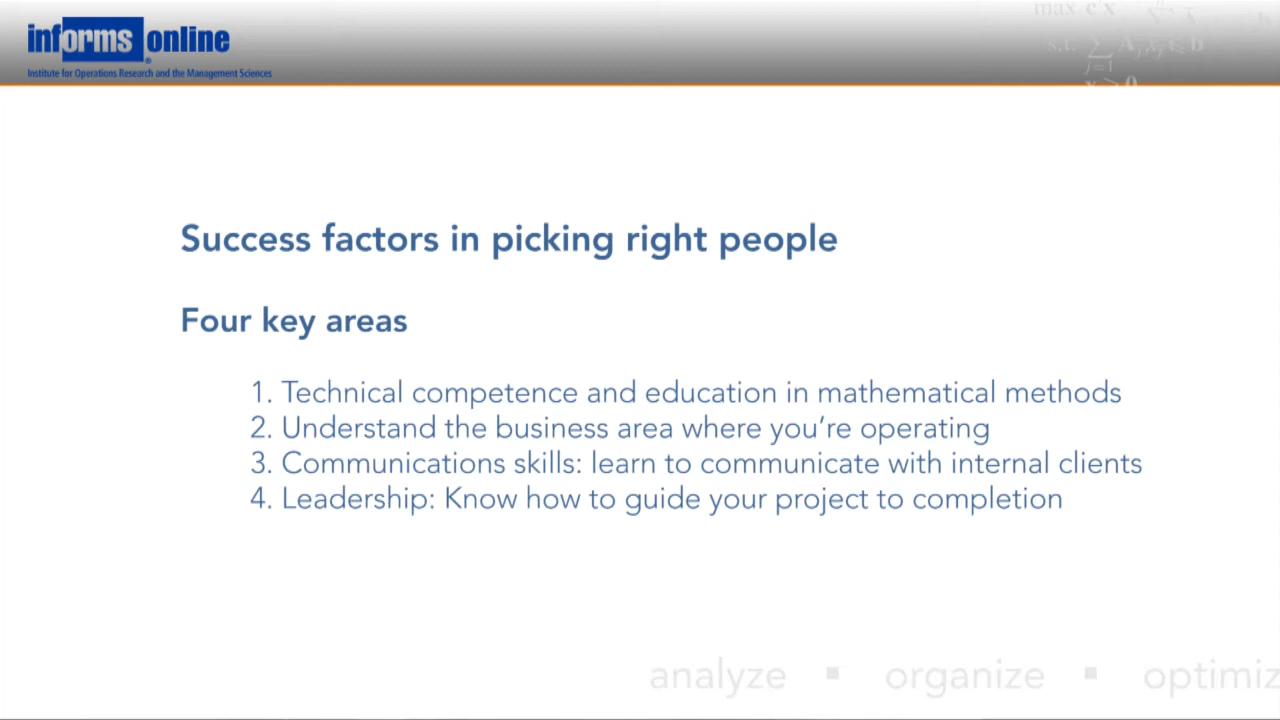 informs online
®
Institute for Operations Research and the Management Sciences
max c'x
s.t.
j=1
Success factors in picking right people
Four key areas
1. Technical competence and education in mathematical methods
2. Understand the business area where you're operating
3. Communications skills: learn to communicate with internal clients
4. Leadership: Know how to guide your project to completion
analyze ▪ organize ▪ optimiz